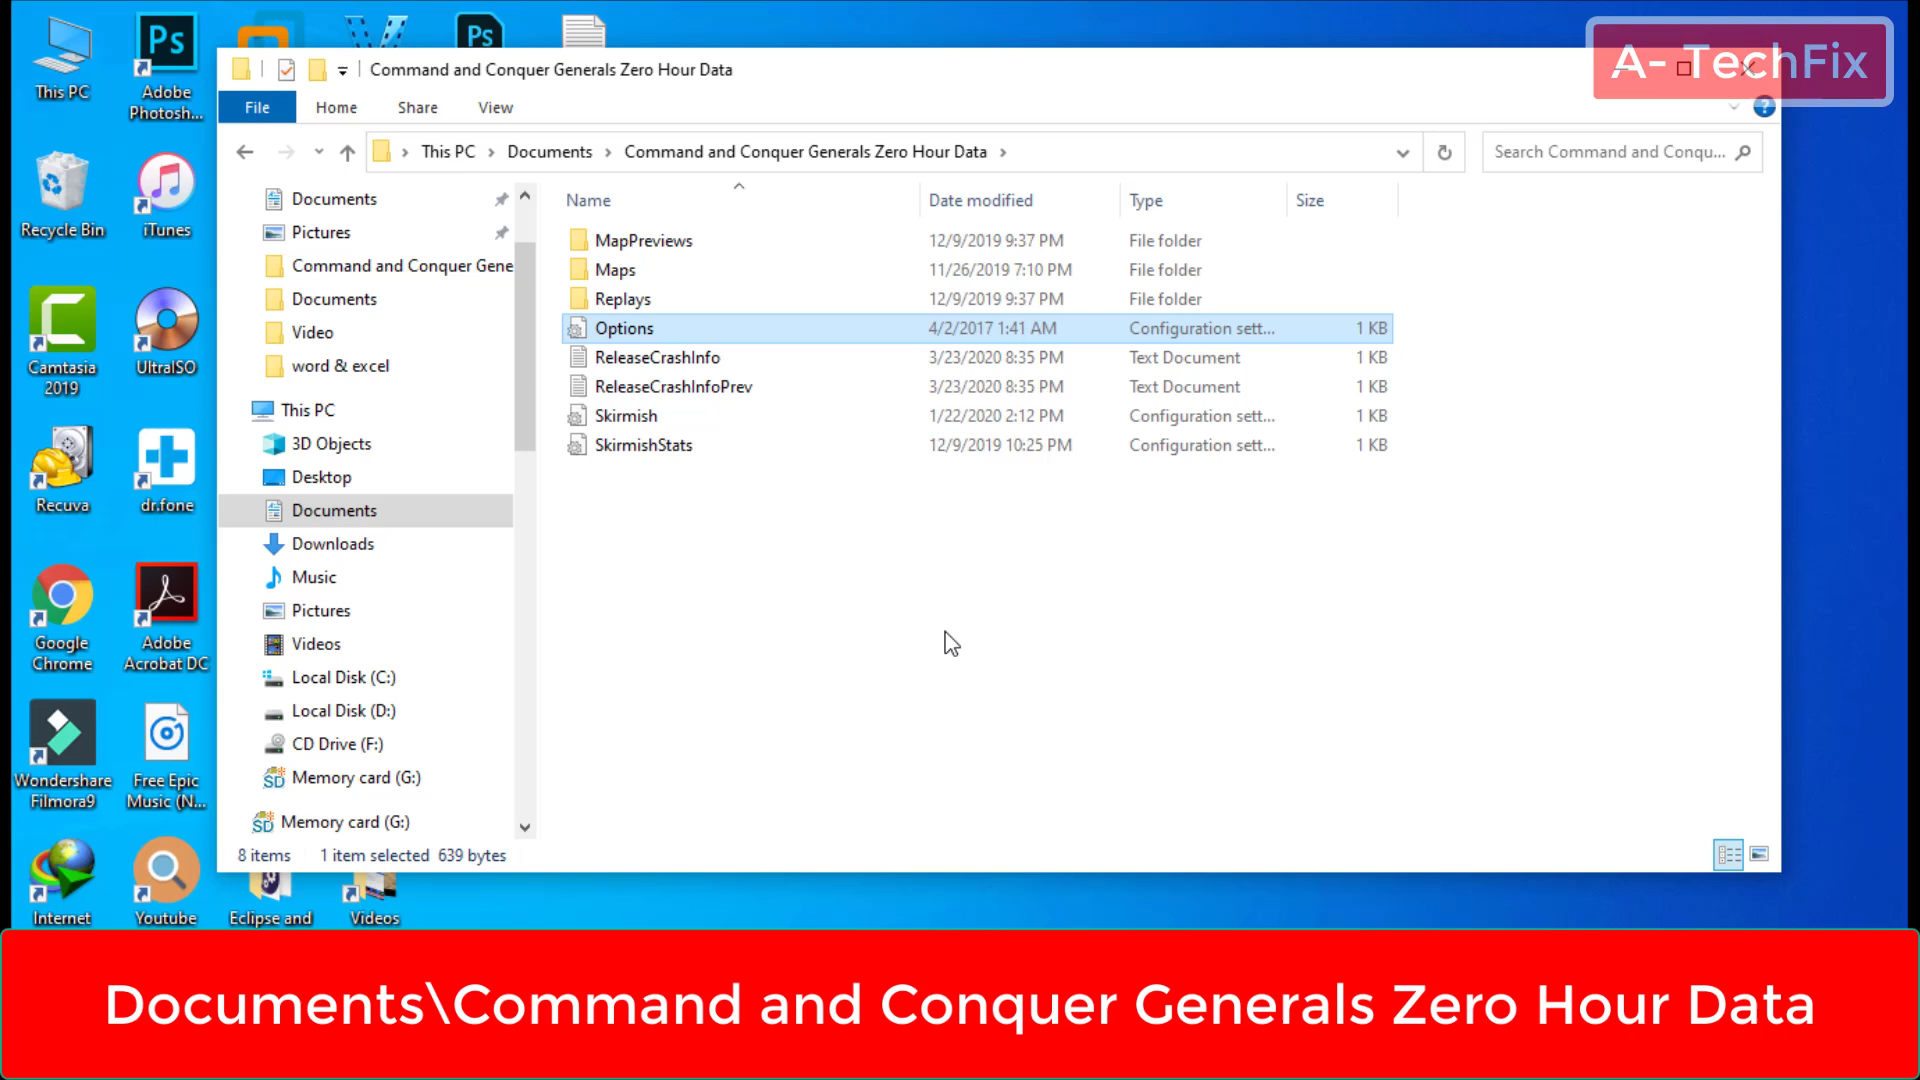 A- TechFix
This PC
Ps
Adobe
Photosh...
Ps
Recycle Bin
iTunes
Camtasia
2019
UltraISO
Recuva
dr.fone
Google
Chrome
Adobe
Acrobat DC
Wondershare
Filmora9
Free Epic
Music (N...
Internet
Youtube
Eclipse and
Videos
Command and Conquer Generals Zero Hour Data
File
Home
Share
View
?
This PC
Documents
Command and Conquer Generals Zero Hour Data
Search Command and Conqu...
Documents
Pictures
Command and Conquer Gene
Documents
Video
word & excel
This PC
3D Objects
Desktop
Documents
Downloads
Music
Pictures
Videos
Local Disk (C:)
Local Disk (D:)
CD Drive (F:)
SD Memory card (G:)
SD Memory card (G:)
Name Date modified Type Size
MapPreviews 12/9/2019 9:37 PM File folder
Maps 11/26/2019 7:10 PM File folder
Replays 12/9/2019 9:37 PM File folder
Options 4/2/2017 1:41 AM Configuration sett... 1 KB
ReleaseCrashInfo 3/23/2020 8:35 PM Text Document 1 KB
ReleaseCrashInfoPrev 3/23/2020 8:35 PM Text Document 1 KB
Skirmish 1/22/2020 2:12 PM Configuration sett... 1 KB
SkirmishStats 12/9/2019 10:25 PM Configuration sett... 1 KB
8 items 1 item selected 639 bytes
Documents\Command and Conquer Generals Zero Hour Data